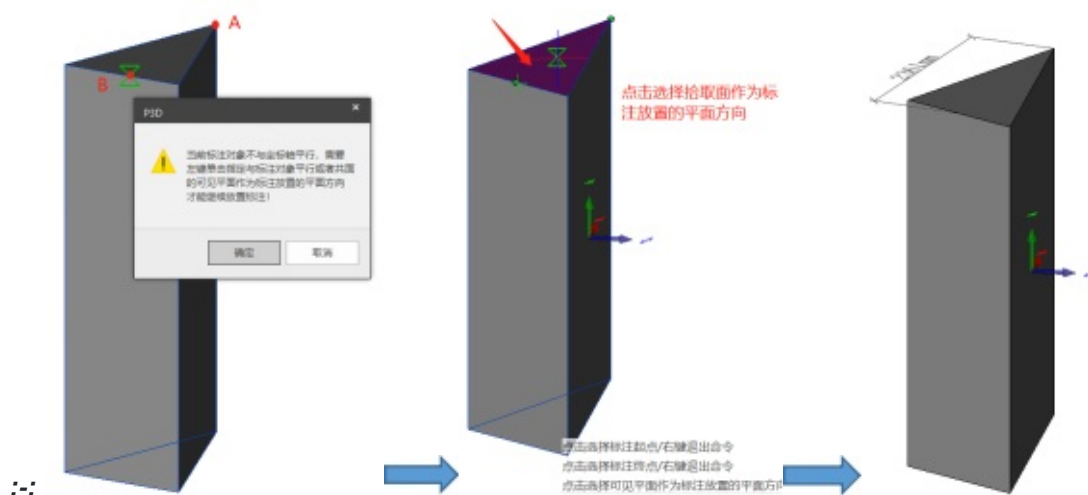 A
B
P3D
当前标注对象不与坐标轴平行，需要
左键单击指定与标注对象平行或者共面
的可见平面作为标注放置的平面方向
才能继续放置标注！
确定
取消
点击选择拾取面作为标
注放置的平面方向
点击选择标注起点/右键退出命令
点击选择标注终点/右键退出命令
点击选择可见平面作为标注放置的平面方向
:-: